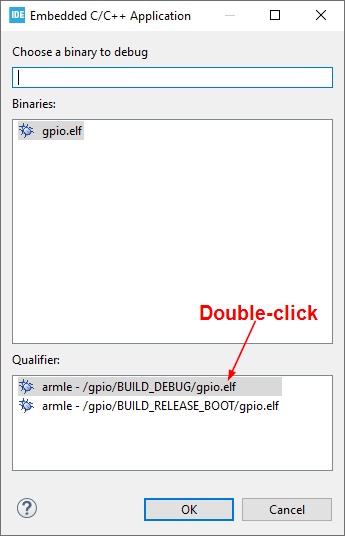 IDE Embedded C/C++ Application
Choose a binary to debug
Binaries:
gpio.elf
Double-click
Qualifier:
armle - /gpio/BUILD_DEBUG/gpio.elf
armle - /gpio/BUILD_RELEASE_BOOT/gpio.elf
? OK Cancel